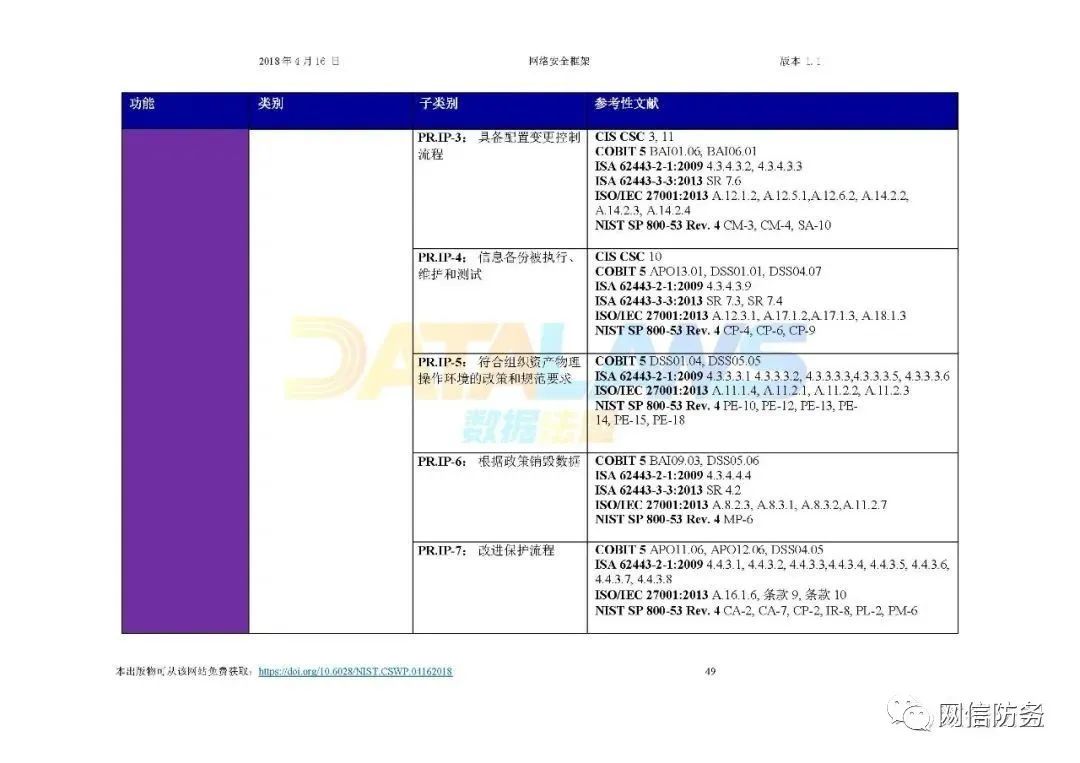 2018年4月16日 网络安全框架 版本 1.1
功能 类别 子类别 参考性文献
PR.IP-3: 具备配置变更控制
流程
CIS CSC 3, 11
COBIT 5 BAI01.06, BAI06.01
ISA 62443-2-1:2009 4.3.4.3.2, 4.3.4.3.3
ISA 62443-3-3:2013 SR 7.6
ISO/IEC 27001:2013 A.12.1.2, A.12.5.1,A.12.6.2, A.14.2.2,
A.14.2.3, A.14.2.4
NIST SP 800-53 Rev. 4 CM-3, CM-4, SA-10
PR.IP-4: 信息备份被执行、
维护和测试
CIS CSC 10
COBIT 5 APO13.01, DSS01.01, DSS04.07
ISA 62443-2-1:2009 4.3.4.3.9
ISA 62443-3-3:2013 SR 7.3, SR 7.4
ISO/IEC 27001:2013 A.12.3.1, A.17.1.2,A.17.1.3, A.18.1.3
NIST SP 800-53 Rev. 4 CP-4, CP-6, CP-9
PR.IP-5: 符合组织资产物理
操作环境的政策和规范要求
COBIT 5 DSS01.04, DSS05.05
ISA 62443-2-1:2009 4.3.3.3.1 4.3.3.3.2, 4.3.3.3.3,4.3.3.3.5, 4.3.3.3.6
ISO/IEC 27001:2013 A.11.1.4, A.11.2.1, A.11.2.2, A.11.2.3
NIST SP 800-53 Rev. 4 PE-10, PE-12, PE-13, PE-
14, PE-15, PE-18
PR.IP-6: 根据政策销毁数据
COBIT 5 BAI09.03, DSS05.06
ISA 62443-2-1:2009 4.3.4.4.4
ISA 62443-3-3:2013 SR 4.2
ISO/IEC 27001:2013 A.8.2.3, A.8.3.1, A.8.3.2,A.11.2.7
NIST SP 800-53 Rev. 4 MP-6
PR.IP-7: 改进保护流程
COBIT 5 APO11.06, APO12.06, DSS04.05
ISA 62443-2-1:2009 4.4.3.1, 4.4.3.2, 4.4.3.3,4.4.3.4, 4.4.3.5, 4.4.3.6,
4.4.3.7, 4.4.3.8
ISO/IEC 27001:2013 A.16.1.6, 条款 9, 条款 10
NIST SP 800-53 Rev. 4 CA-2, CA-7, CP-2, IR-8, PL-2, PM-6
DATALAWS
数据法盟
本出版物可从该网站免费获取: https://doi.org/10.6028/NIST.CSWP.04162018 49
网信防务